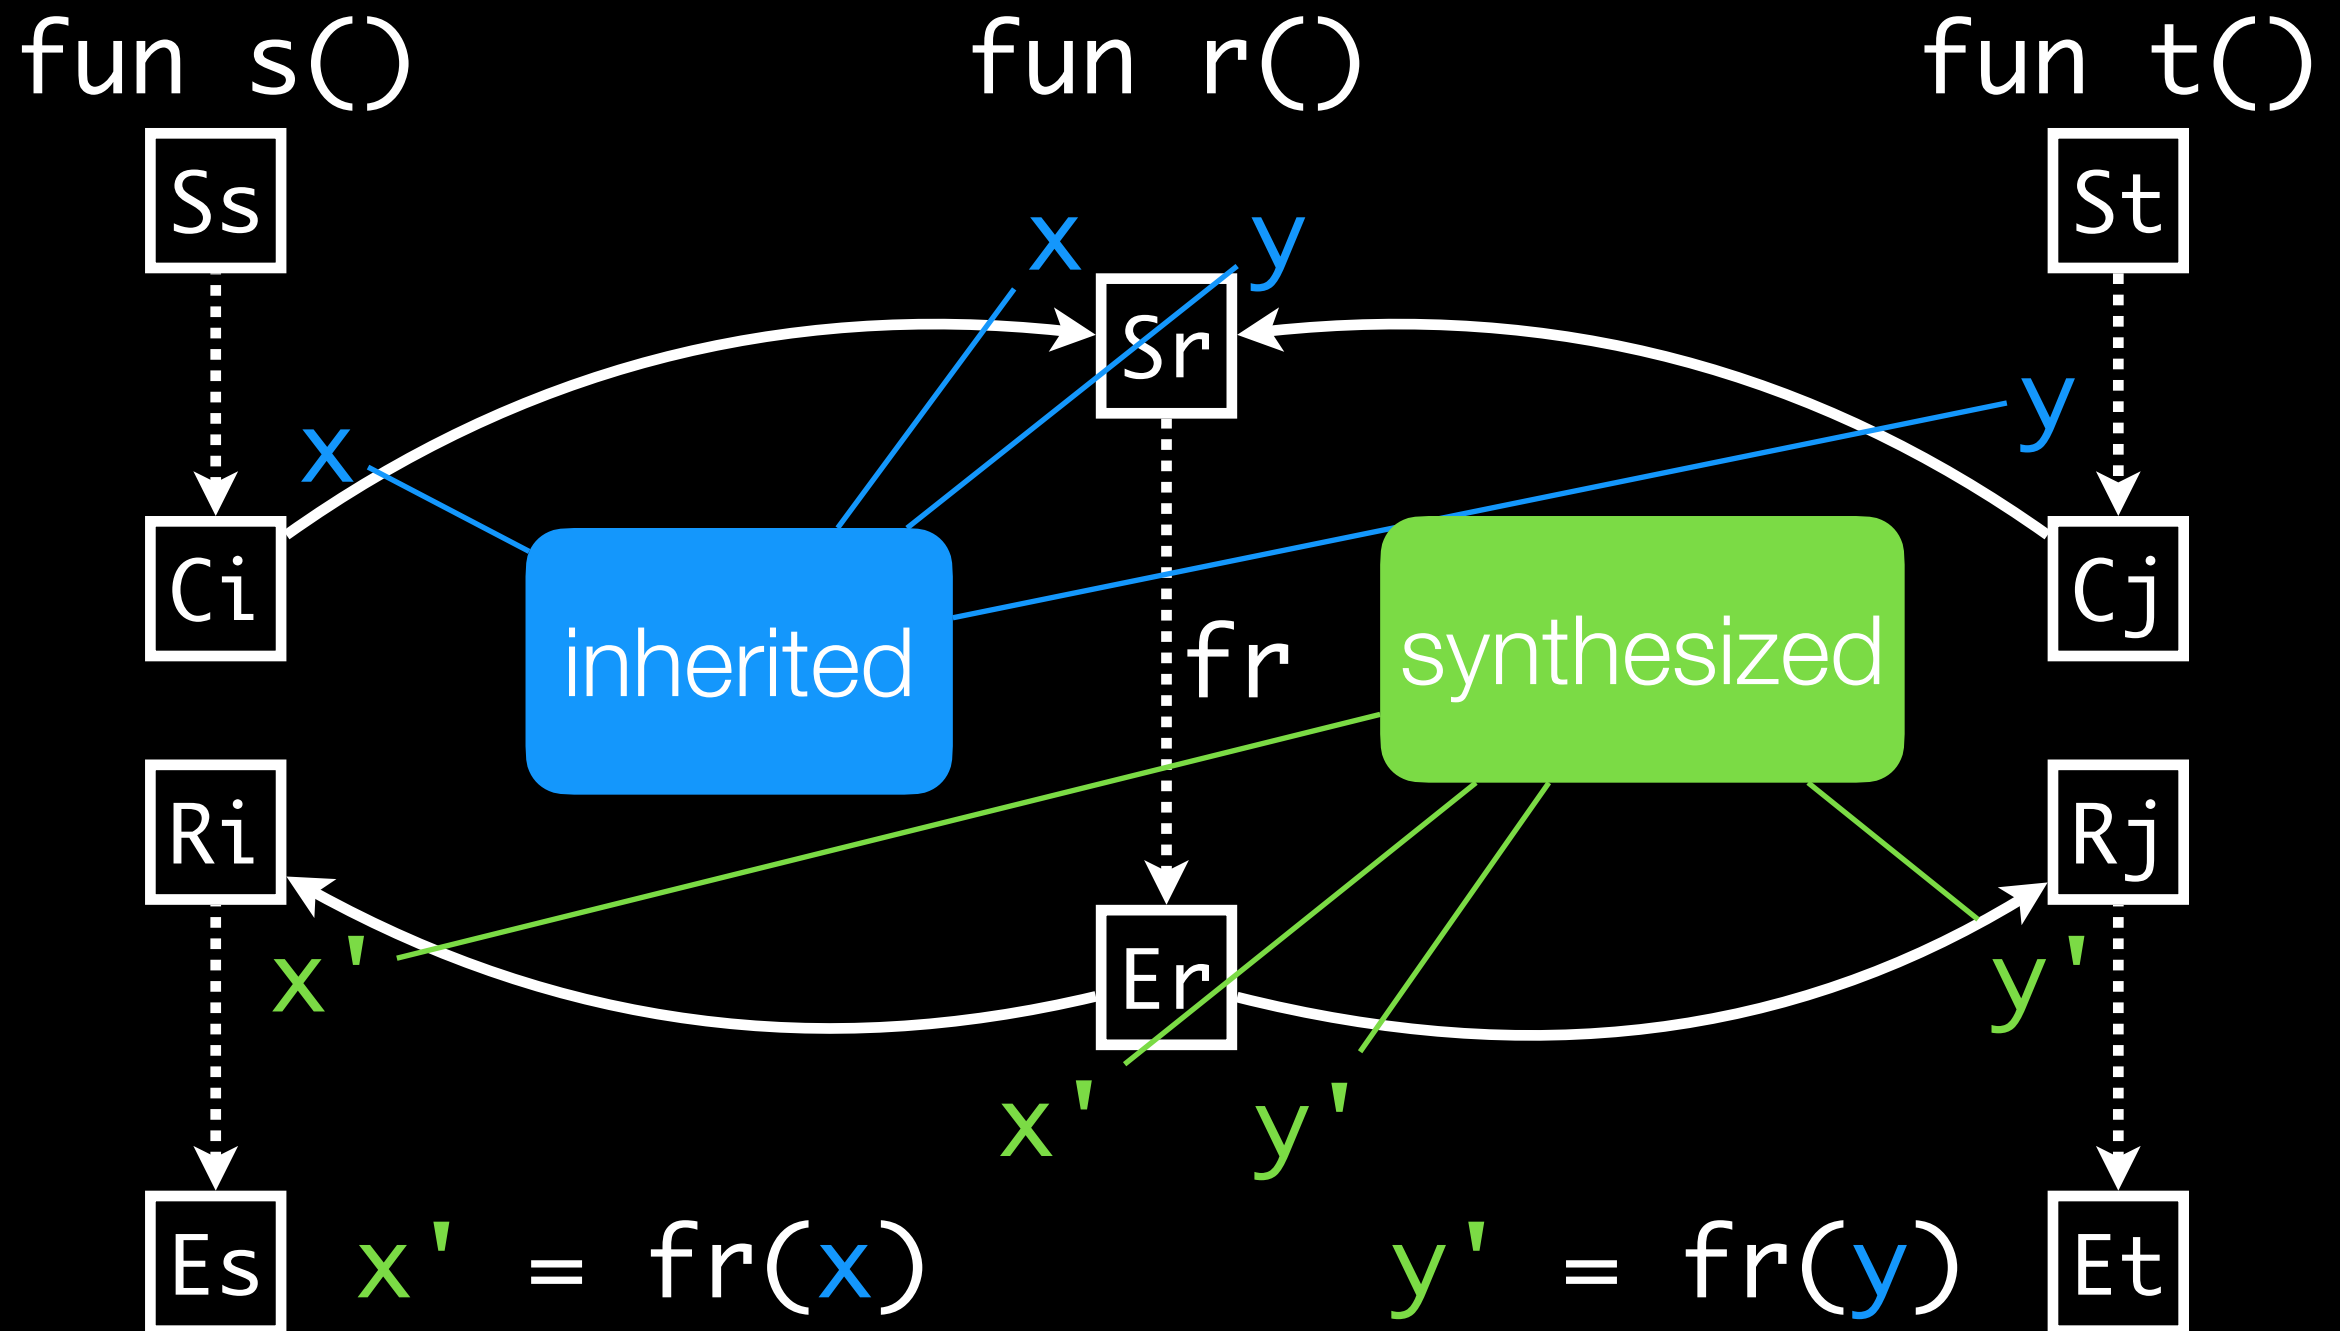 fun s() fun r() fun t()
Ss St
x y
Sr
y
x
Ci Cj
inherited fr synthesized
Ri Rj
x' Er y'
x' y'
Es x' = fr(x) y' = fr(y) Et